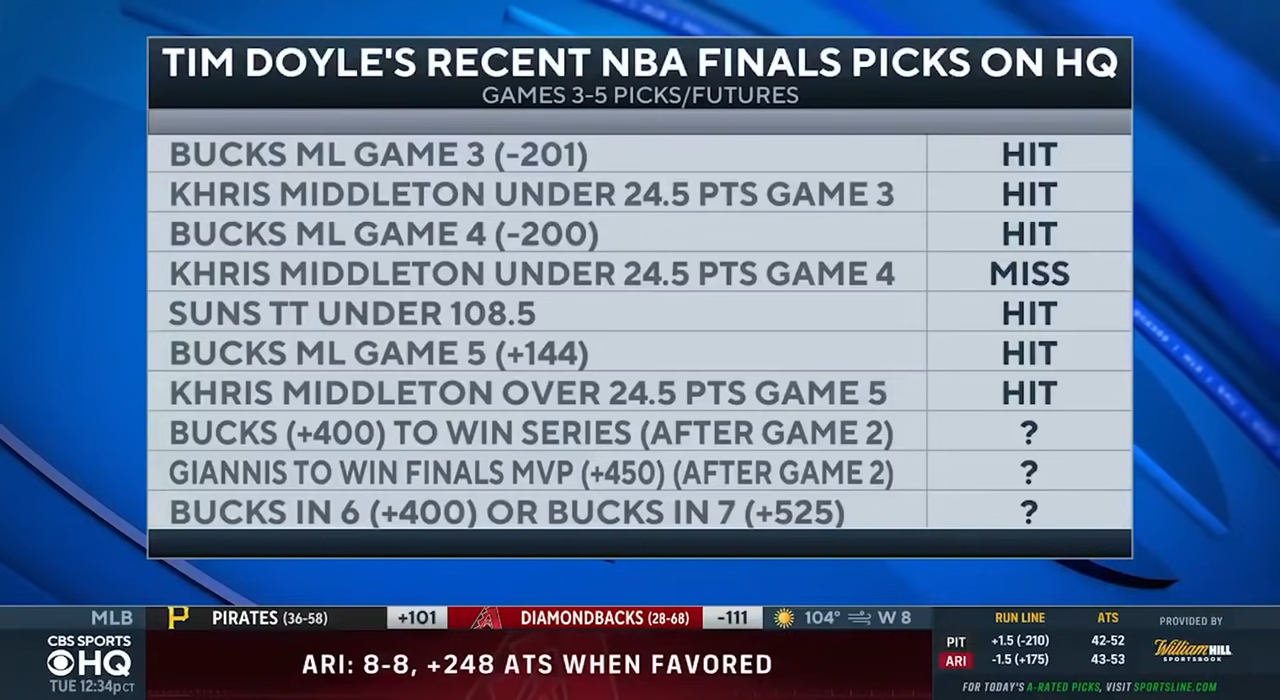 TIM DOYLE'S RECENT NBA FINALS PICKS ON HQ
GAMES 3-5 PICKS/FUTURES
BUCKS ML GAME 3 (-201) HIT
KHRIS MIDDLETON UNDER 24.5 PTS GAME 3 HIT
BUCKS ML GAME 4 (-200) HIT
KHRIS MIDDLETON UNDER 24.5 PTS GAME 4 MISS
SUNS TT UNDER 108.5 HIT
BUCKS ML GAME 5 (+144) HIT
KHRIS MIDDLETON OVER 24.5 PTS GAME 5 HIT
BUCKS (+400) TO WIN SERIES (AFTER GAME 2) ?
GIANNIS TO WIN FINALS MVP (+450) (AFTER GAME 2) ?
BUCKS IN 6 (+400) OR BUCKS IN 7 (+525) ?
MLB P PIRATES (36-58) +101 DIAMONDBACKS (28-68) -111 104° W 8
RUN LINE ATS PROVIDED BY
PIT +1.5 (-210) 42-52
ARI -1.5 (+175) 43-53
William HILL
SPORTSBOOK
CBS SPORTS
HQ
TUE 12:34PCT
ARI: 8-8, +248 ATS WHEN FAVORED
FOR TODAY'S A-RATED PICKS, VISIT SPORTSLINE.COM